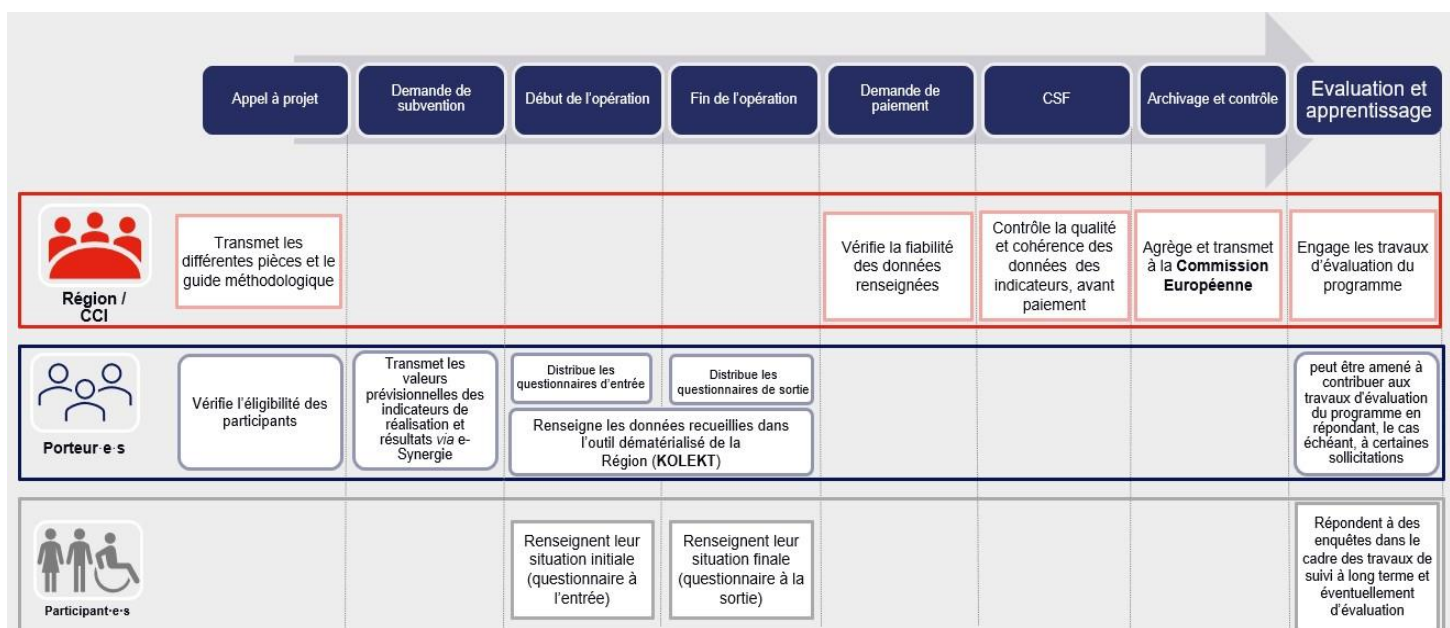 Appel à projet
Demande de
subvention
Début de l'opération
Fin de l'opération
Demande de
paiement
CSF
Archivage et contrôle
Evaluation et
apprentissage
Région /
CCI
Transmet les
différentes pièces et le
guide méthodologique
Vérifie la fiabilité
des données
renseignées
Contrôle la qualité
et cohérence des
données des
indicateurs, avant
paiement
Agrège et transmet
à la Commission
Européenne
Engage les travaux
d'évaluation du
programme
Porteur·e·s
Vérifie l'éligibilité des
participants
Transmet les
valeurs
prévisionnelles des
indicateurs de
réalisation et
résultats via e-
Synergie
Distribue les
questionnaires d'entrée
Distribue les
questionnaires de sortie
Renseigne les données recueillies dans
l'outil dématérialisé de la
Région (KOLEKT)
peut être amené à
contribuer aux
travaux d'évaluation
du programme en
répondant, le cas
échéant, à certaines
sollicitations
Participant·e·s
Renseignent leur
situation initiale
(questionnaire à
l'entrée)
Renseignent leur
situation finale
(questionnaire à la
sortie)
Répondent à des
enquêtes dans le
cadre des travaux de
suivi à long terme et
éventuellement
d'évaluation